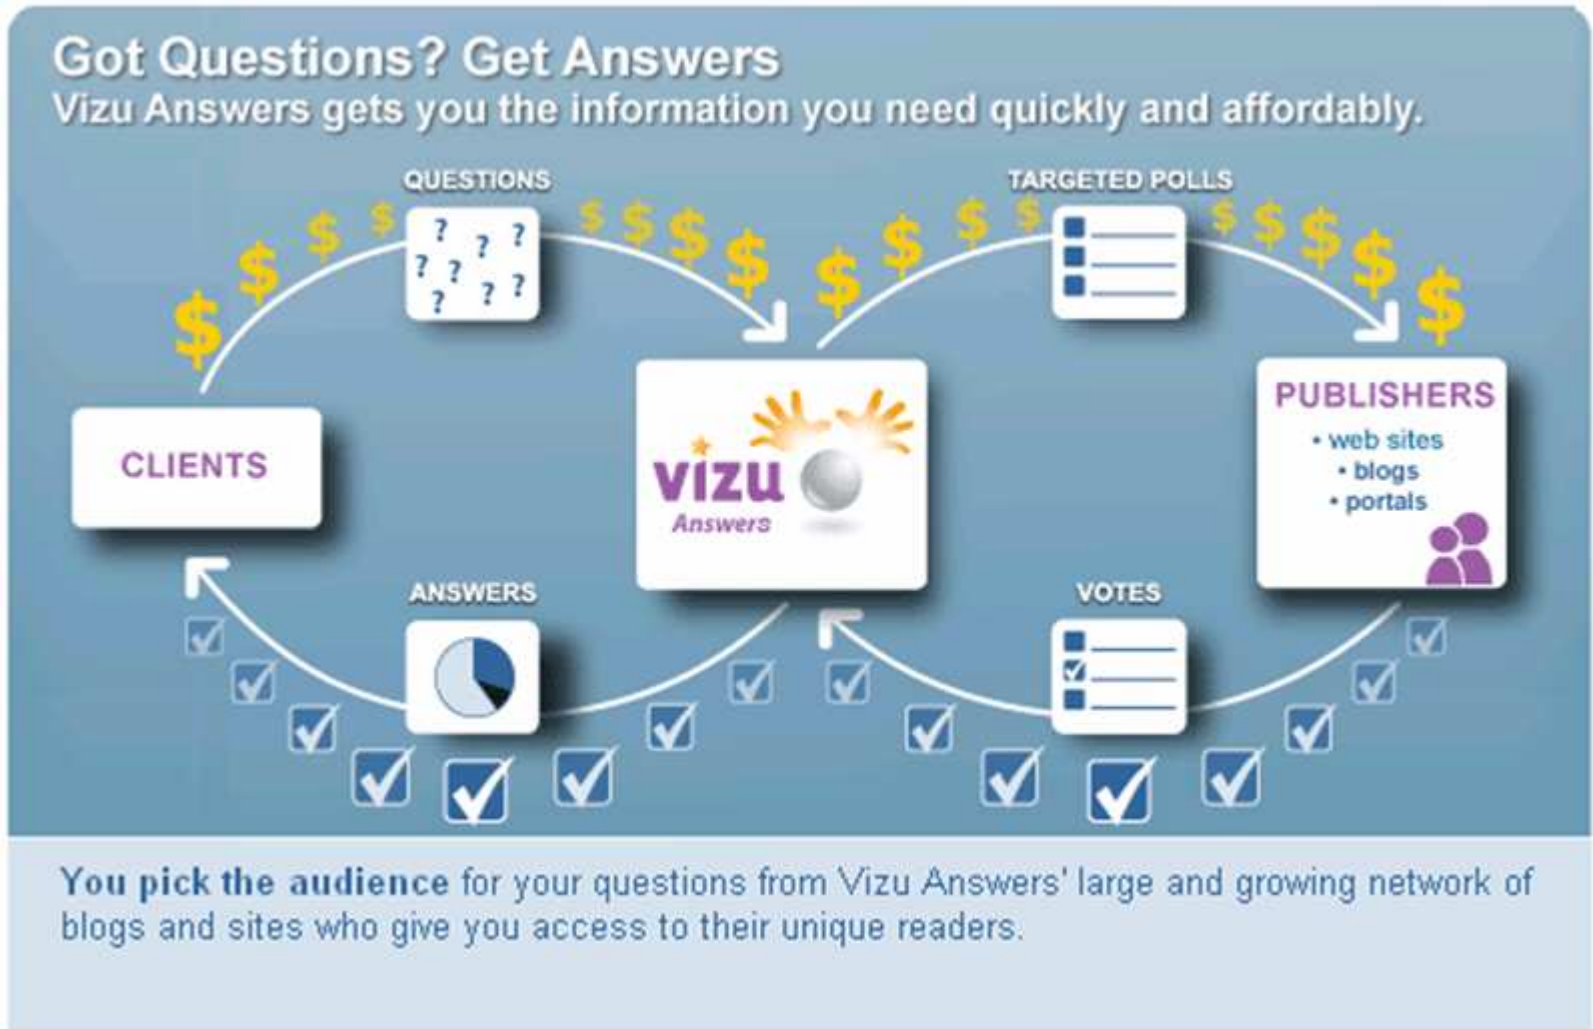 Got Questions? Get Answers
Vizu Answers gets you the information you need quickly and affordably.
QUESTIONS
TARGETED POLLS
$ $ $ $ $ $ $ $ $ $ $ $ $ $ $ $ $
? ? ? ? ? ? ? ?
CLIENTS
vizu
Answers
PUBLISHERS
• web sites
• blogs
• portals
ANSWERS
VOTES
You pick the audience for your questions from Vizu Answers' large and growing network of
blogs and sites who give you access to their unique readers.